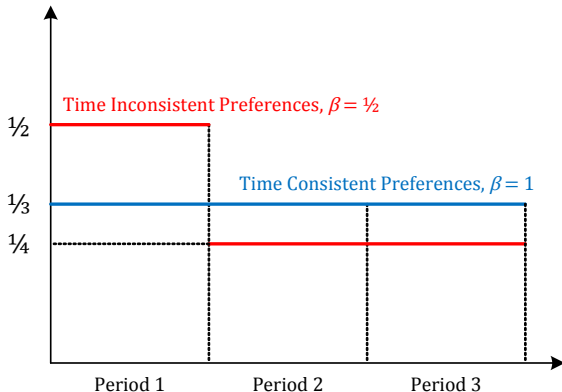 Time Inconsistent Preferences, β = ½
½
Time Consistent Preferences, β = 1
⅓
¼
Period 1 Period 2 Period 3